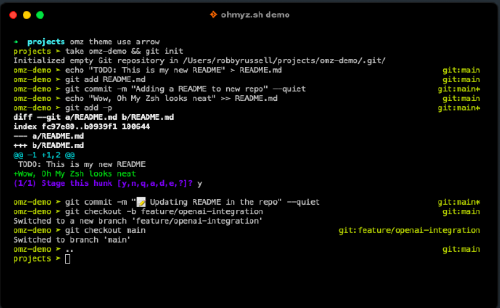 ohmyz.sh demo
➜ projects omz theme use arrow
projects ➤ take omz-demo && git init
Initialized empty Git repository in /Users/robbyrussell/projects/omz-demo/.git/
omz-demo ➤ echo "TODO: This is my new README" > README.md git:main
omz-demo ➤ git add README.md git:main
omz-demo ➤ git commit -m "Adding a README to new repo" --quiet git:main*
omz-demo ➤ echo "Wow, Oh My Zsh looks neat" >> README.md git:main
omz-demo ➤ git add -p git:main*
diff --git a/README.md b/README.md
index fc97e80..b0939f1 100644
--- a/README.md
+++ b/README.md
@@ -1 +1,2 @@
TODO: This is my new README
+Wow, Oh My Zsh looks neat
(1/1) Stage this hunk [y,n,q,a,d,e,?]? y
omz-demo ➤ git commit -m "📝 Updating README in the repo" --quiet git:main*
omz-demo ➤ git checkout -b feature/openai-integration git:main
Switched to a new branch 'feature/openai-integration'
omz-demo ➤ git checkout main git:feature/openai-integration
Switched to branch 'main'
omz-demo ➤ .. git:main
projects ➤